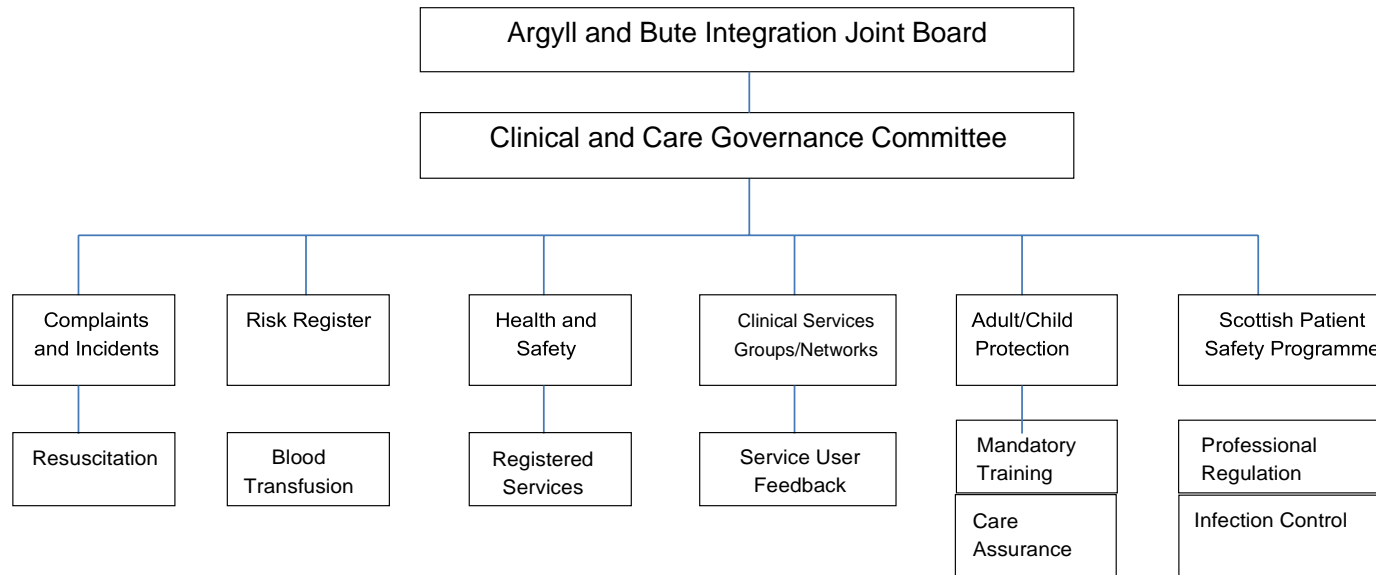 Argyll and Bute Integration Joint Board
Clinical and Care Governance Committee
Complaints
and Incidents
Risk Register
Health and
Safety
Clinical Services
Groups/Networks
Adult/Child
Protection
Scottish Patient
Safety Programme
Resuscitation
Blood
Transfusion
Registered
Services
Service User
Feedback
Mandatory
Training
Professional
Regulation
Care
Assurance
Infection Control